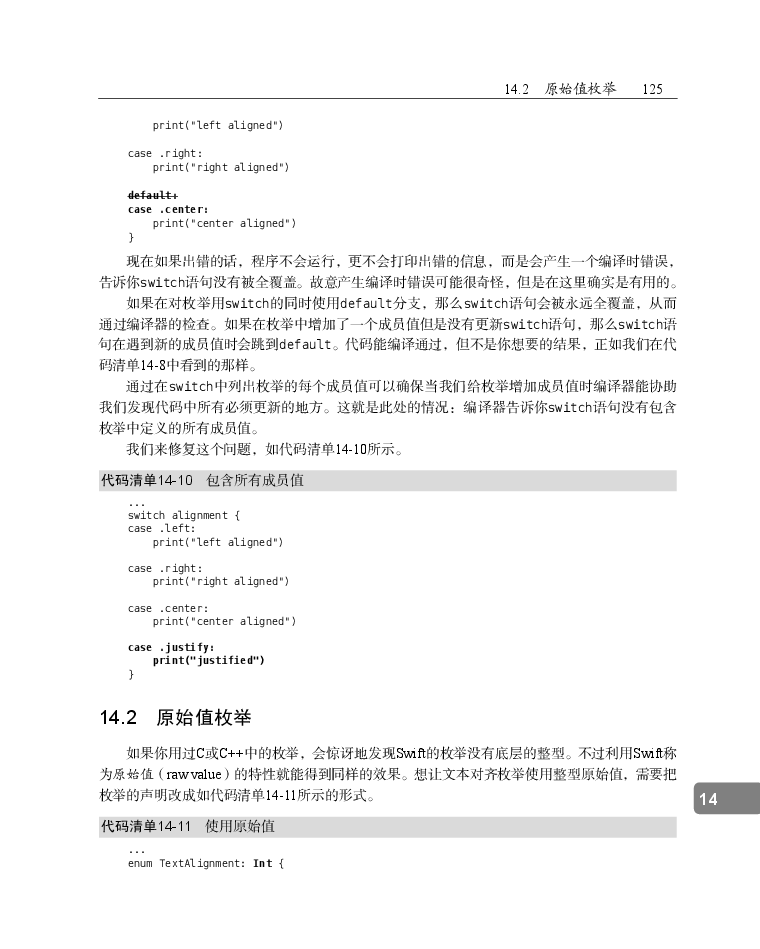 14.2 原始值枚举 125
    print("left aligned")
case .right:
    print("right aligned")
default:
case .center:
    print("center aligned")
}
现在如果出错的话，程序不会运行，更不会打印出错的信息，而是会产生一个编译时错误，
告诉你switch语句没有被全覆盖。故意产生编译时错误可能很奇怪，但是在这里确实是有用的。
如果在对枚举用switch的同时使用default分支，那么switch语句会被永远全覆盖，从而
通过编译器的检查。如果在枚举中增加了一个成员值但是没有更新switch语句，那么switch语
句在遇到新的成员值时会跳到default。代码能编译通过，但不是你想要的结果，正如我们在代
码清单14-8中看到的那样。
通过在switch中列出枚举的每个成员值可以确保当我们给枚举增加成员值时编译器能协助
我们发现代码中所有必须更新的地方。这就是此处的情况：编译器告诉你switch语句没有包含
枚举中定义的所有成员值。
我们来修复这个问题，如代码清单14-10所示。
代码清单14-10 包含所有成员值
...
switch alignment {
case .left:
    print("left aligned")
case .right:
    print("right aligned")
case .center:
    print("center aligned")
case .justify:
    print("justified")
}
14.2 原始值枚举
如果你用过C或C++中的枚举，会惊讶地发现Swift的枚举没有底层的整型。不过利用Swift称
为原始值（raw value）的特性就能得到同样的效果。想让文本对齐枚举使用整型原始值，需要把
枚举的声明改成如代码清单14-11所示的形式。
14
代码清单14-11 使用原始值
...
enum TextAlignment: Int {